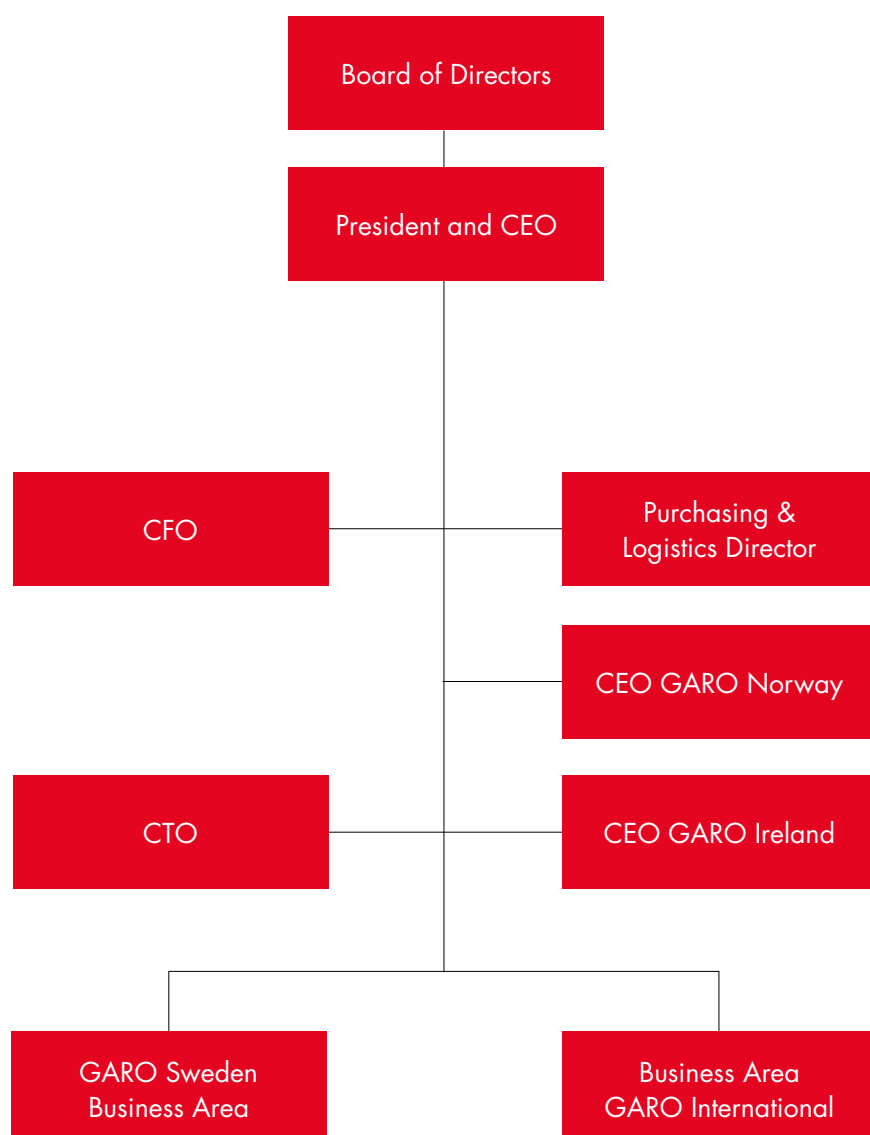 Board of Directors
President and CEO
CFO
Purchasing &
Logistics Director
CEO GARO Norway
CTO
CEO GARO Ireland
GARO Sweden
Business Area
Business Area
GARO International